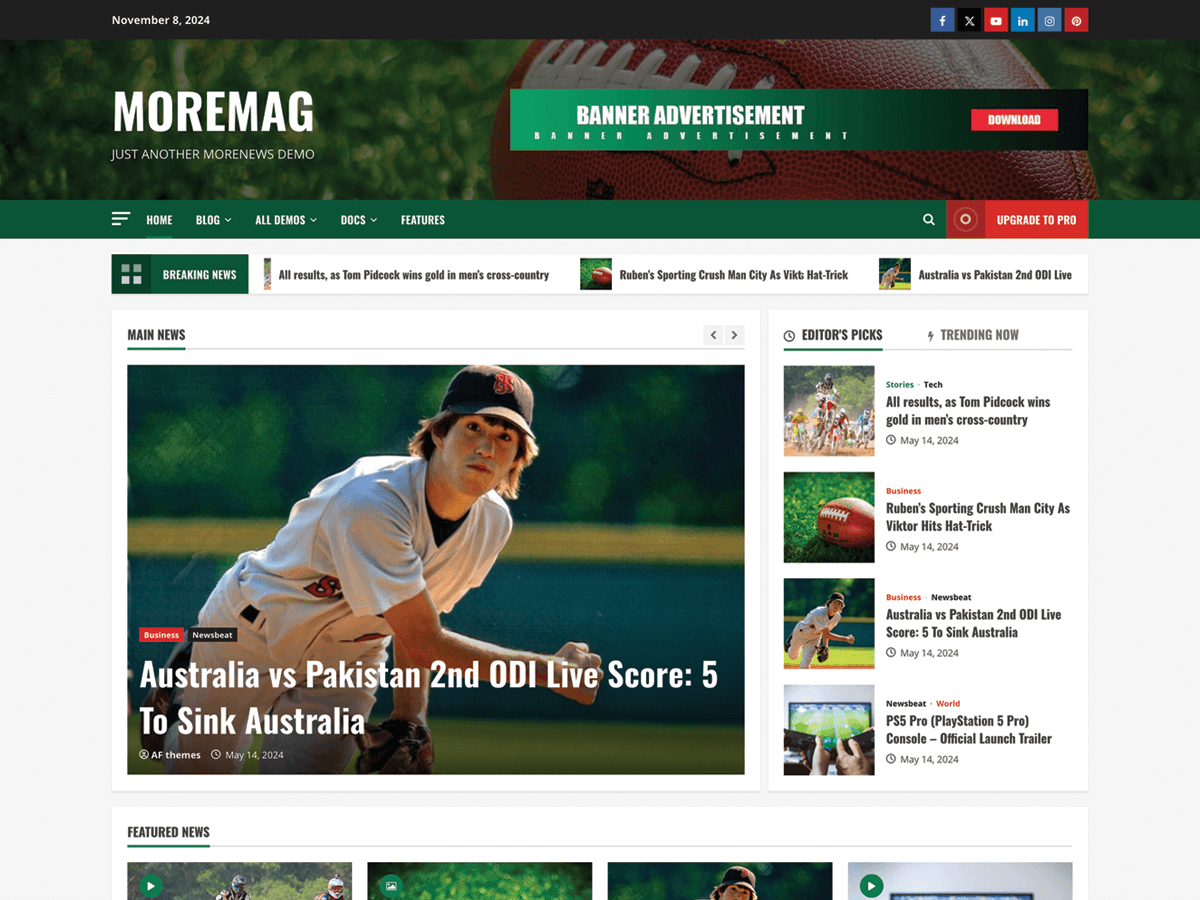 November 8, 2024
MOREMAG
JUST ANOTHER MORENEWS DEMO
BANNER ADVERTISEMENT
BANNER ADVERTISEMENT
DOWNLOAD
HOME
BLOG
ALL DEMOS
DOCS
FEATURES
UPGRADE TO PRO
BREAKING NEWS
All results, as Tom Pidcock wins gold in men's cross-country
Ruben's Sporting Crush Man City As Vikts Hat-Trick
Australia vs Pakistan 2nd ODI Live
MAIN NEWS
Business
Newsbeat
Australia vs Pakistan 2nd ODI Live Score: 5
To Sink Australia
AF themes
May 14, 2024
EDITOR'S PICKS
TRENDING NOW
Stories · Tech
All results, as Tom Pidcock wins
gold in men's cross-country
May 14, 2024
Business
Ruben's Sporting Crush Man City As
Viktor Hits Hat-Trick
May 14, 2024
Business · Newsbeat
Australia vs Pakistan 2nd ODI Live
Score: 5 To Sink Australia
May 14, 2024
Newsbeat · World
PS5 Pro (PlayStation 5 Pro)
Console – Official Launch Trailer
May 14, 2024
FEATURED NEWS